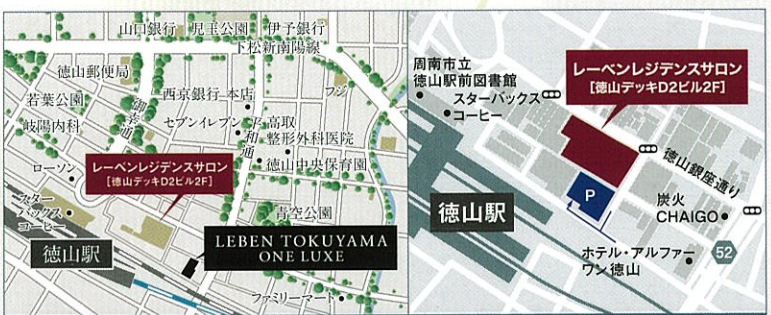 山口銀行
児玉公園
伊予銀行
下松新南陽線
徳山郵便局
フジ
若葉公園
西京銀行 本店
岐陽内科
御幸通
セブンイレブン
平和通
高取
整形外科医院
ローソン
レーベンレジデンスサロン
[徳山デッキD2ビル2F]
徳山中央保育園
スター
バックス
コーヒー
青空公園
徳山駅
LEBEN TOKUYAMA
ONE LUXE
ファミリーマート
周南市立
徳山駅前図書館
スターバックス
コーヒー
レーベンレジデンスサロン
[徳山デッキD2ビル2F]
徳山銀座通り
P
徳山駅
炭火
CHAIGO
ホテル・アルファー
ワン徳山
52